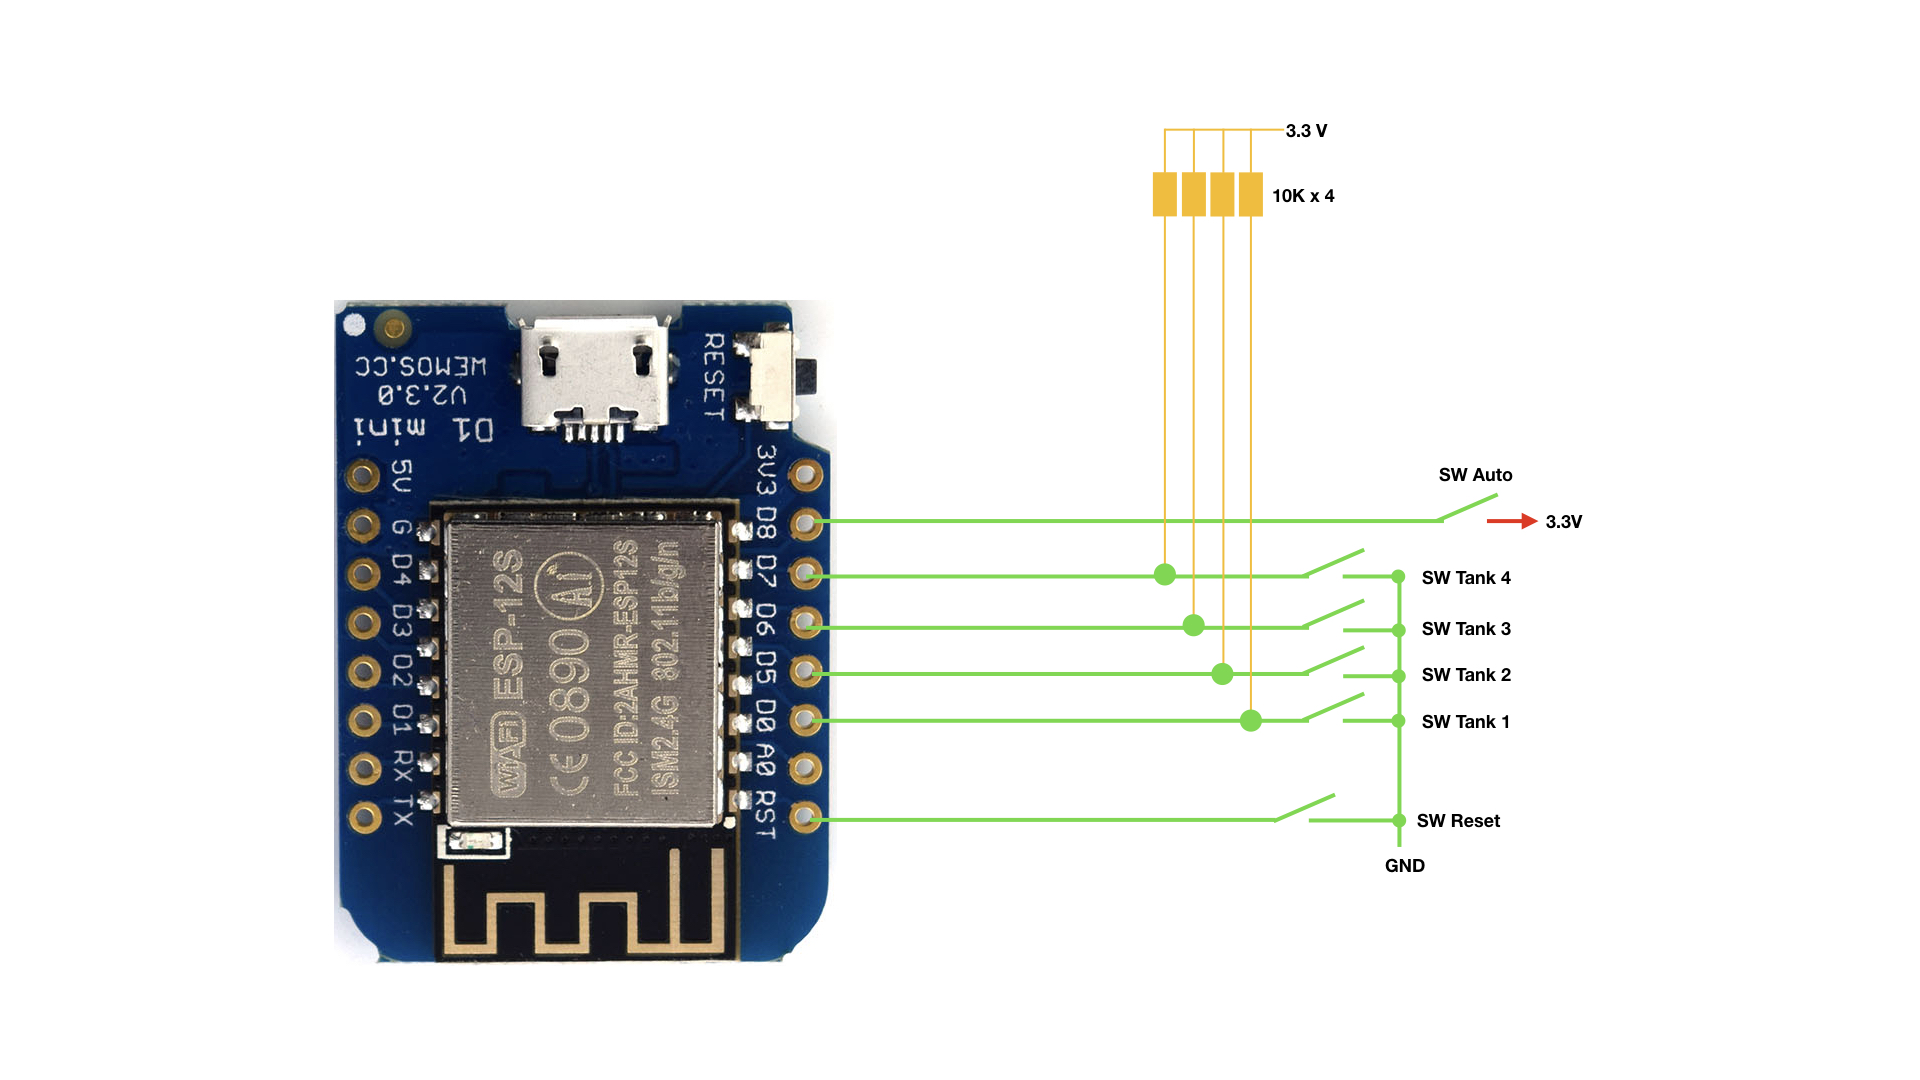 3.3 V
10K x 4
RESET
WEMOS.CC
V2.3.0
D1 mini
5V
G
D4
D3
D2
D1
RX
TX
3V3
D8
D7
D6
D5
D0
A0
RST
WiFi ESP-12S
Ai
CE0890
FCC ID:2AHMR-ESP12S
ISM2.4G 802.11b/g/n
SW Auto
3.3V
SW Tank 4
SW Tank 3
SW Tank 2
SW Tank 1
SW Reset
GND